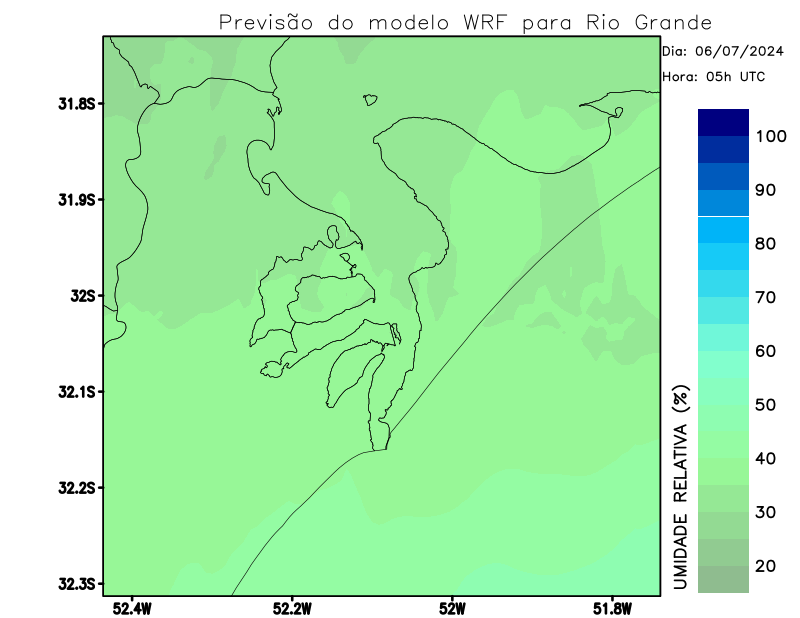 Previsão do modelo WRF para Rio Grande
Dia: 06/07/2024
Hora: 05h UTC
31.8S
31.9S
32S
32.1S
32.2S
32.3S
52.4W
52.2W
52W
51.8W
UMIDADE RELATIVA (%)
100
90
80
70
60
50
40
30
20